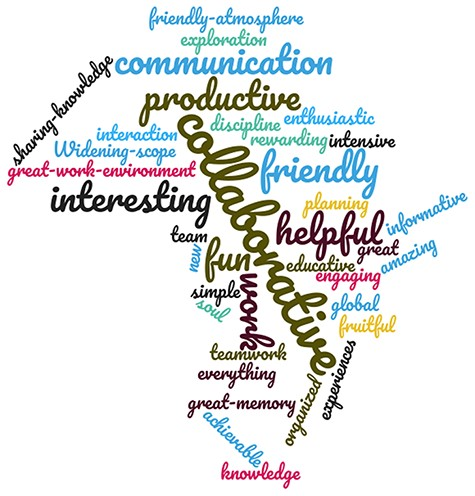 friendly-atmosphere
exploration
communication
sharing-knowledge
productive
enthusiastic
discipline
interaction
rewarding
intensive
Widening-scope
great-work-environment
friendly
collaborative
interesting
planning
informative
helpful
team
great
amazing
new
fun
educative
engaging
work
simple
soul
global
fruitful
teamwork
experiences
everything
organized
great-memory
achievable
knowledge